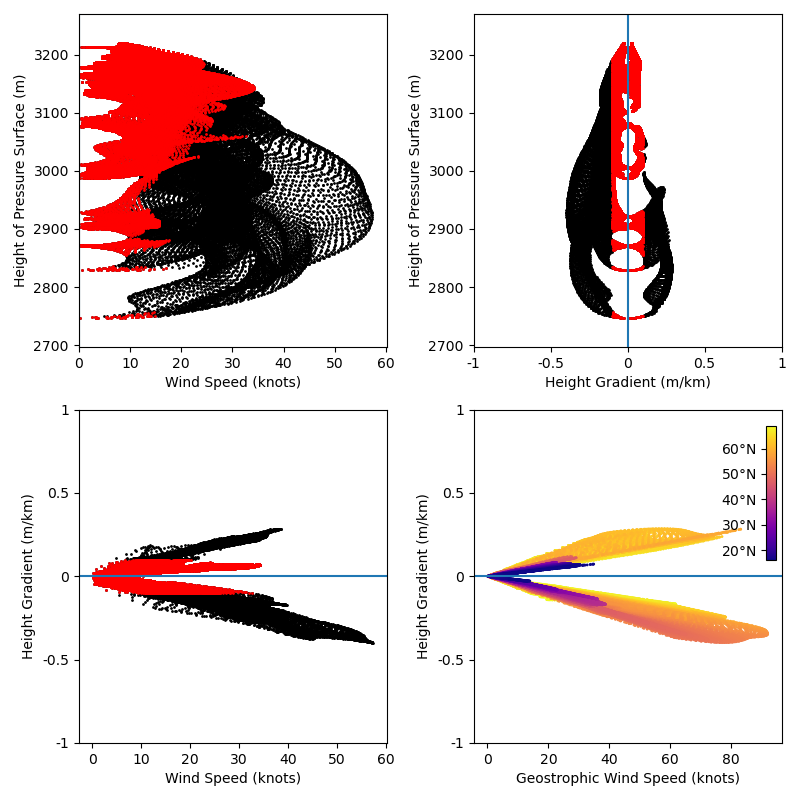 3200
3100
3000
2900
2800
2700
Height of Pressure Surface (m)
0 10 20 30 40 50 60
Wind Speed (knots)
3200
3100
3000
2900
2800
2700
Height of Pressure Surface (m)
-1 -0.5 0 0.5 1
Height Gradient (m/km)
1
0.5
0
-0.5
-1
Height Gradient (m/km)
0 10 20 30 40 50 60
Wind Speed (knots)
1
0.5
0
-0.5
-1
Height Gradient (m/km)
60°N
50°N
40°N
30°N
20°N
0 20 40 60 80
Geostrophic Wind Speed (knots)